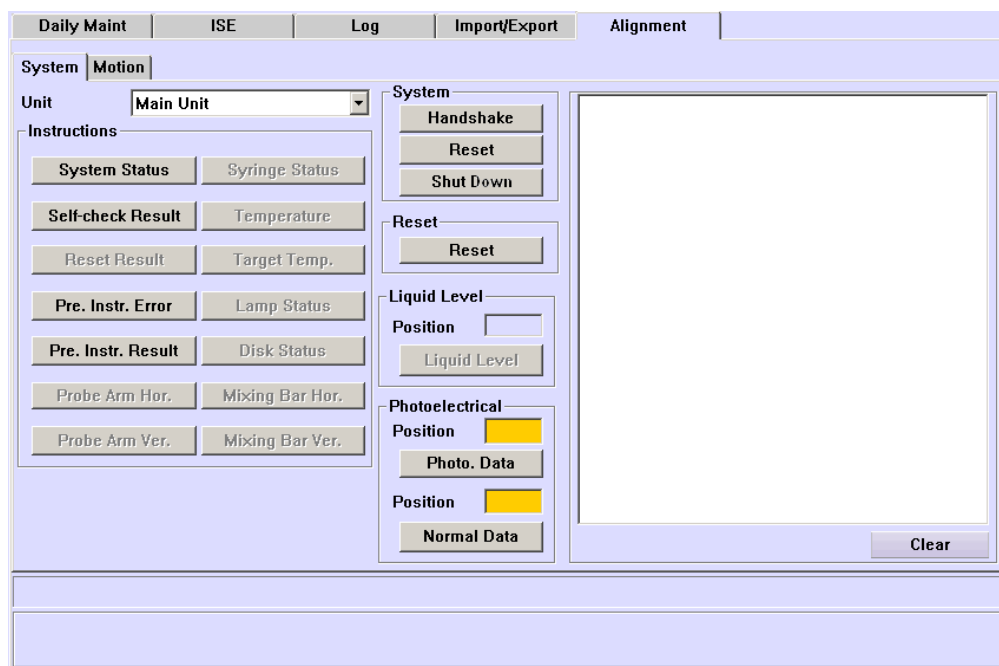 Daily Maint ISE Log Import/Export Alignment
System Motion
Unit Main Unit
Instructions
System Status Syringe Status
Self-check Result Temperature
Reset Result Target Temp.
Pre. Instr. Error Lamp Status
Pre. Instr. Result Disk Status
Probe Arm Hor. Mixing Bar Hor.
Probe Arm Ver. Mixing Bar Ver.
System
Handshake
Reset
Shut Down
Reset
Reset
Liquid Level
Position
Liquid Level
Photoelectrical
Position
Photo. Data
Position
Normal Data
Clear